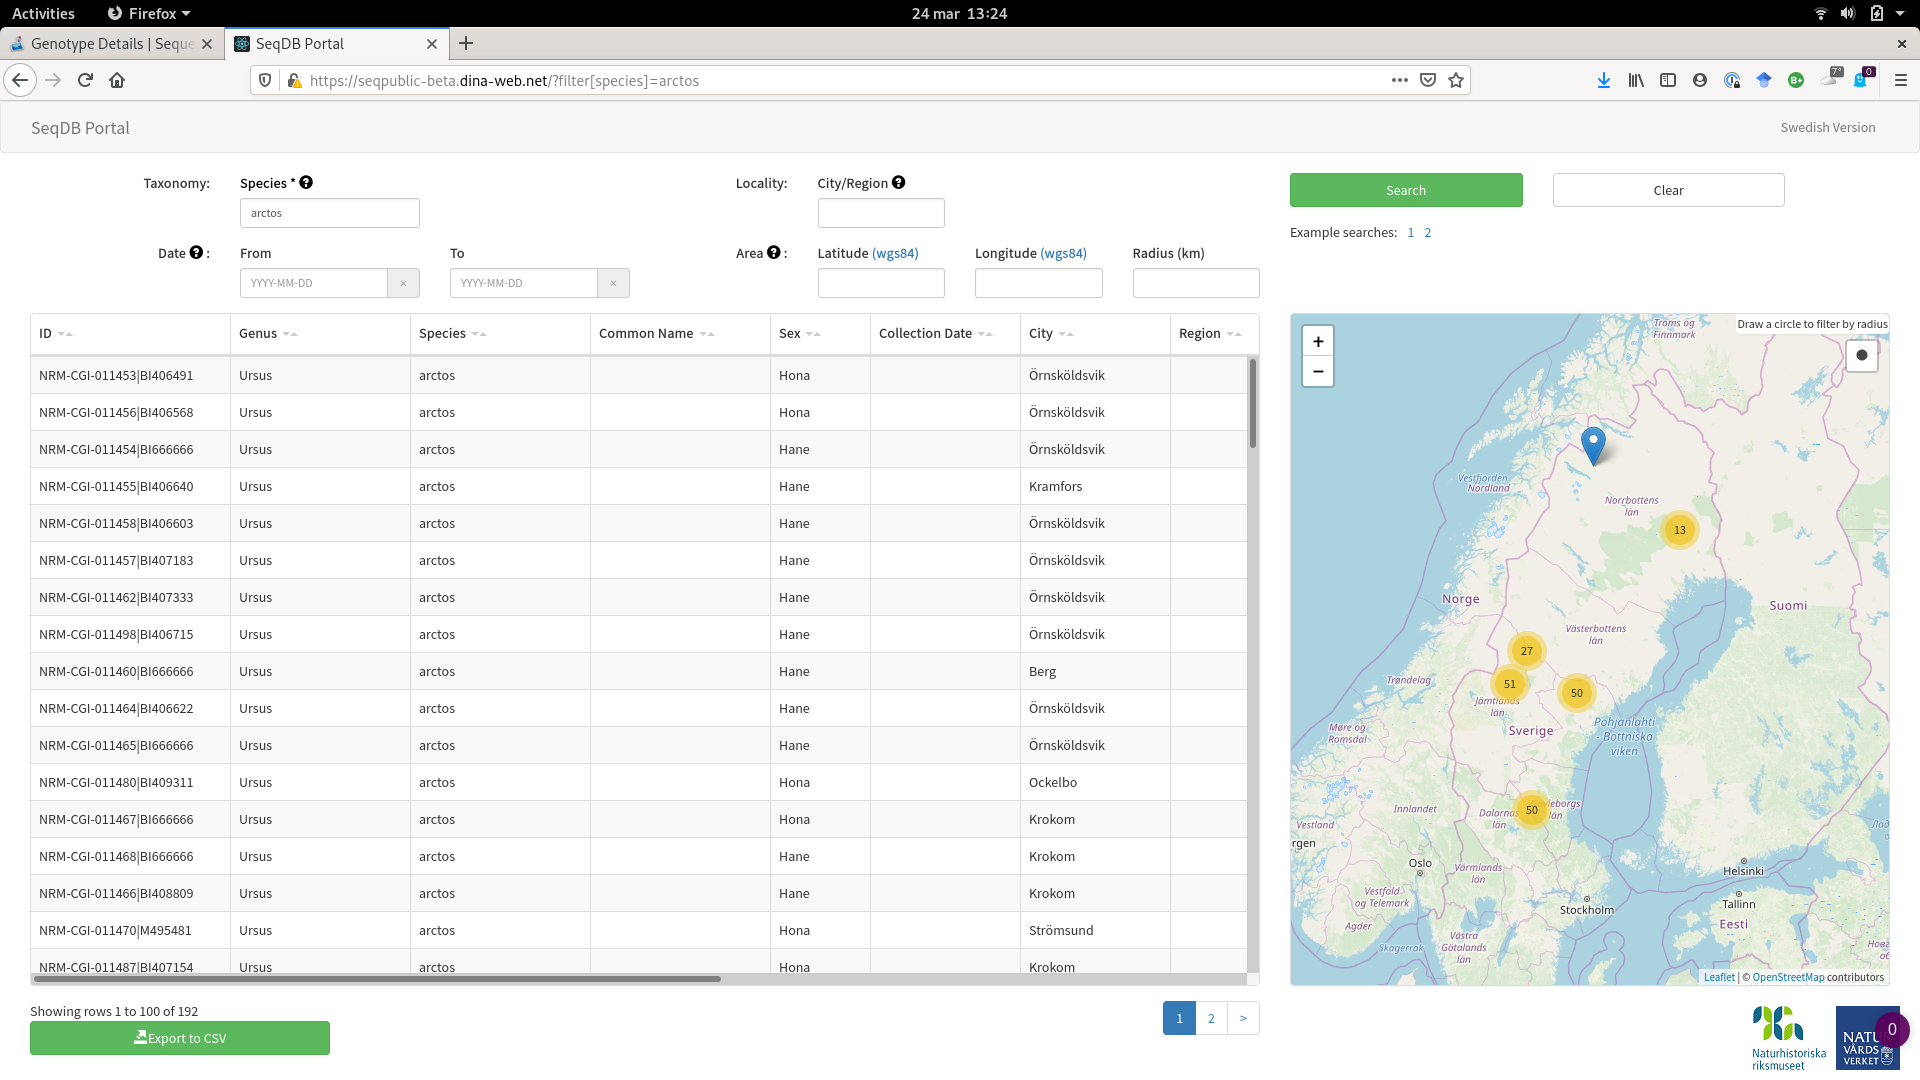 Activities Firefox 24 mar 13:24
Genotype Details | Seque SeqDB Portal
https://seqpublic-beta.dina-web.net/?filter[species]=arctos 7° 0
SeqDB Portal Swedish Version
Taxonomy: Species * Locality: City/Region Search Clear
arctos
Example searches: 1 2
Date : From To Area : Latitude (wgs84) Longitude (wgs84) Radius (km)
YYYY-MM-DD × YYYY-MM-DD ×
ID Genus Species Common Name Sex Collection Date City Region
NRM-CGI-011453|BI406491 Ursus arctos Hona Örnsköldsvik
NRM-CGI-011456|BI406568 Ursus arctos Hona Örnsköldsvik
NRM-CGI-011454|BI666666 Ursus arctos Hane Örnsköldsvik
NRM-CGI-011455|BI406640 Ursus arctos Hane Kramfors
NRM-CGI-011458|BI406603 Ursus arctos Hane Örnsköldsvik
NRM-CGI-011457|BI407183 Ursus arctos Hane Örnsköldsvik
NRM-CGI-011462|BI407333 Ursus arctos Hane Örnsköldsvik
NRM-CGI-011498|BI406715 Ursus arctos Hane Örnsköldsvik
NRM-CGI-011460|BI666666 Ursus arctos Hane Berg
NRM-CGI-011464|BI406622 Ursus arctos Hane Örnsköldsvik
NRM-CGI-011465|BI666666 Ursus arctos Hane Örnsköldsvik
NRM-CGI-011480|BI409311 Ursus arctos Hona Ockelbo
NRM-CGI-011467|BI666666 Ursus arctos Hona Krokom
NRM-CGI-011468|BI666666 Ursus arctos Hane Krokom
NRM-CGI-011466|BI408809 Ursus arctos Hane Krokom
NRM-CGI-011470|M495481 Ursus arctos Hona Strömsund
NRM-CGI-011487|BI407154 Ursus arctos Hona Krokom
Showing rows 1 to 100 of 192
Export to CSV
1 2 >
Draw a circle to filter by radius
+
−
Troms og
Finnmark
Vestfjorden
Nordland
Norrbottens
län
13
Norge
Suomi
Västerbottens
län
27
51
50
Trøndelag
Jämtlands
län
Møre og
Romsdal
Sverige
Pohjanlahti
- Bottniska
viken
Innlandet
50
Dalarnas
län
vleborgs
län
Vestland
rgen
Oslo
Värmlands
län
Helsinki
Vestfold
og Telemark
Stockholm
Tallinn
Eesti
Agder
Skagerrak
Västra
Götalands
län
Leaflet | © OpenStreetMap contributors
Naturhistoriska
riksmuseet
NATUR
VÅRDS
VERKET
0